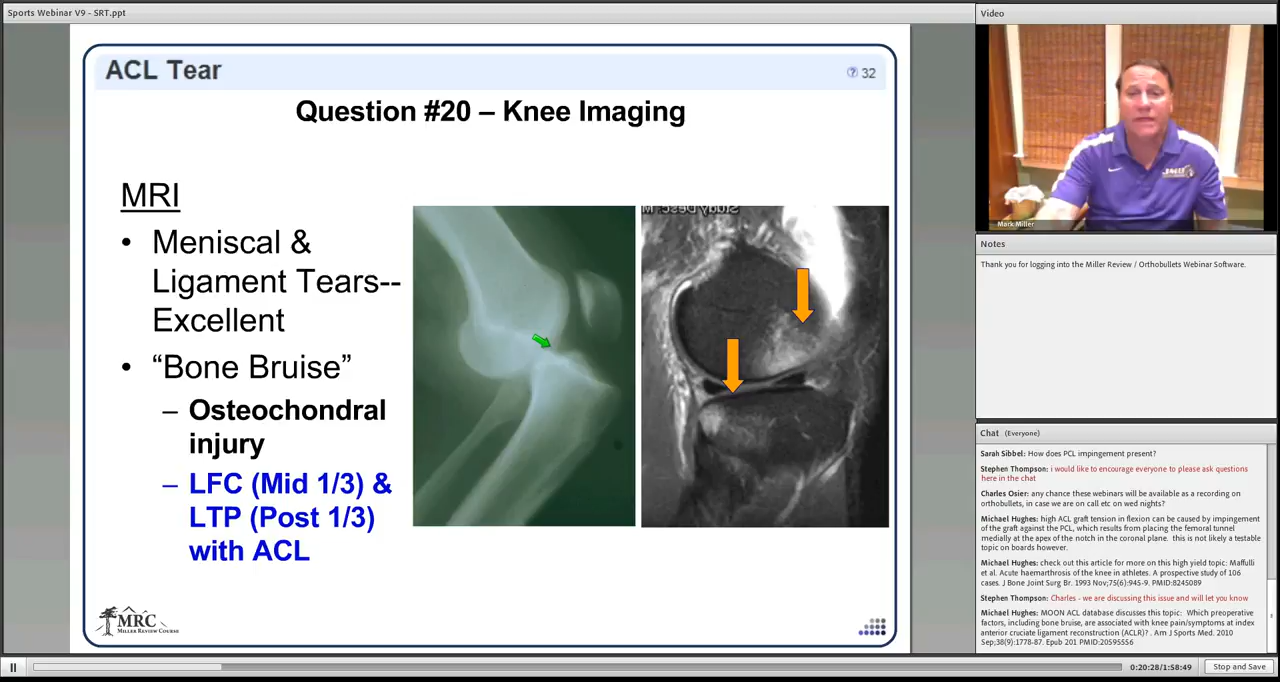 Sports Webinar V9 - SRT.ppt
ACL Tear
32
Question #20 – Knee Imaging
MRI
• Meniscal &
Ligament Tears--
Excellent
• “Bone Bruise”
– Osteochondral
injury
– LFC (Mid 1/3) &
LTP (Post 1/3)
with ACL
MRC
MILLER REVIEW COURSE
Video
Mark Miller
Notes
Thank you for logging into the Miller Review / Orthobullets Webinar Software.
Chat (Everyone)
Sarah Sibbel: How does PCL impingement present?
Stephen Thompson: i would like to encourage everyone to please ask questions
here in the chat
Charles Osier: any chance these webinars will be available as a recording on
orthobullets, in case we are on call etc on wed nights?
Michael Hughes: high ACL graft tension in flexion can be caused by impingement
of the graft against the PCL, which results from placing the femoral tunnel
medially at the apex of the notch in the coronal plane. this is not likely a testable
topic on boards however.
Michael Hughes: check out this article for more on this high yield topic: Maffulli
et al. Acute haemarthrosis of the knee in athletes. A prospective study of 106
cases. J Bone Joint Surg Br. 1993 Nov;75(6):945-9. PMID:8245089
Stephen Thompson: Charles - we are discussing this issue and will let you know
Michael Hughes: MOON ACL database discusses this topic: Which preoperative
factors, including bone bruise, are associated with knee pain/symptoms at index
anterior cruciate ligament reconstruction (ACLR)? . Am J Sports Med. 2010
Sep;38(9):1778-87. Epub 201 PMID:20595556
0:20:28/1:58:49
Stop and Save